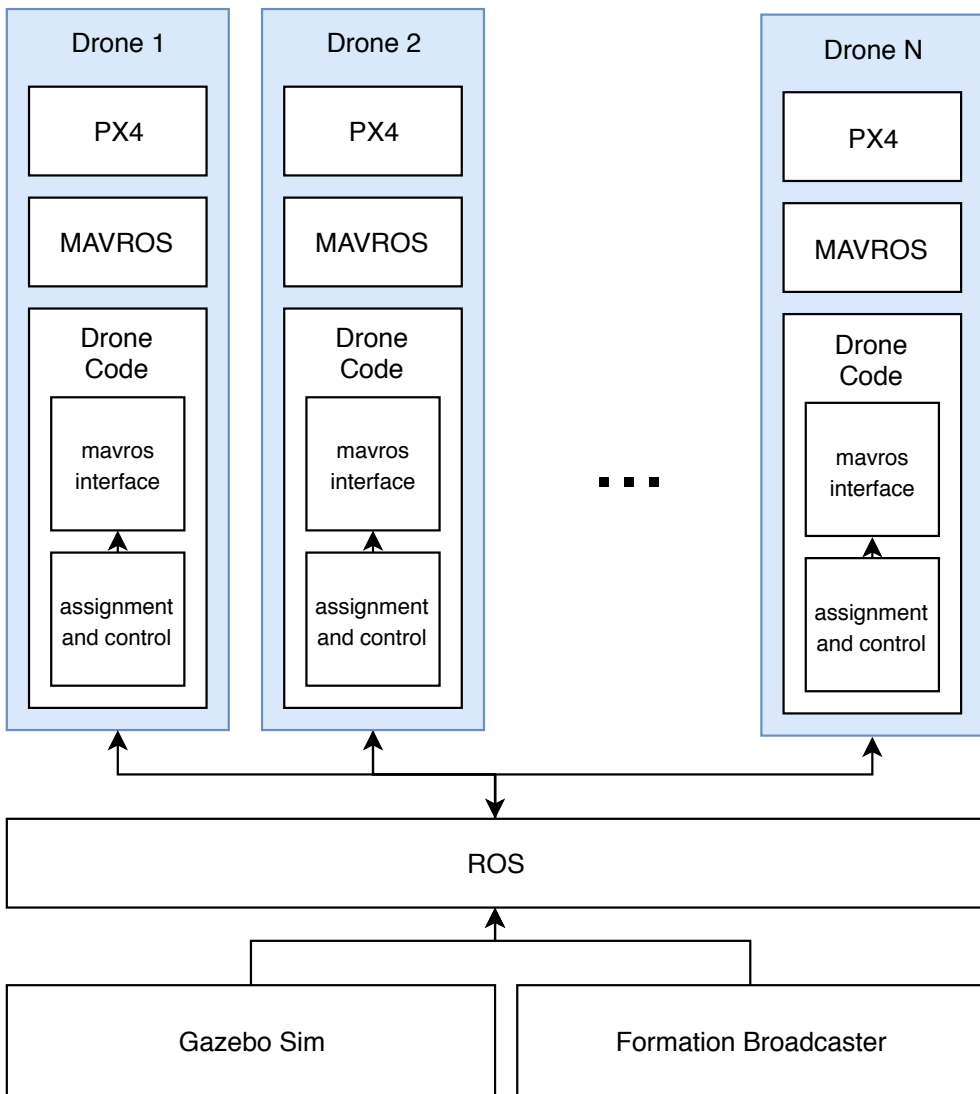 Drone 1
PX4
MAVROS
Drone
Code
mavros
interface
assignment
and control
Drone 2
PX4
MAVROS
Drone
Code
mavros
interface
assignment
and control
Drone N
PX4
MAVROS
Drone
Code
mavros
interface
assignment
and control
ROS
Gazebo Sim
Formation Broadcaster